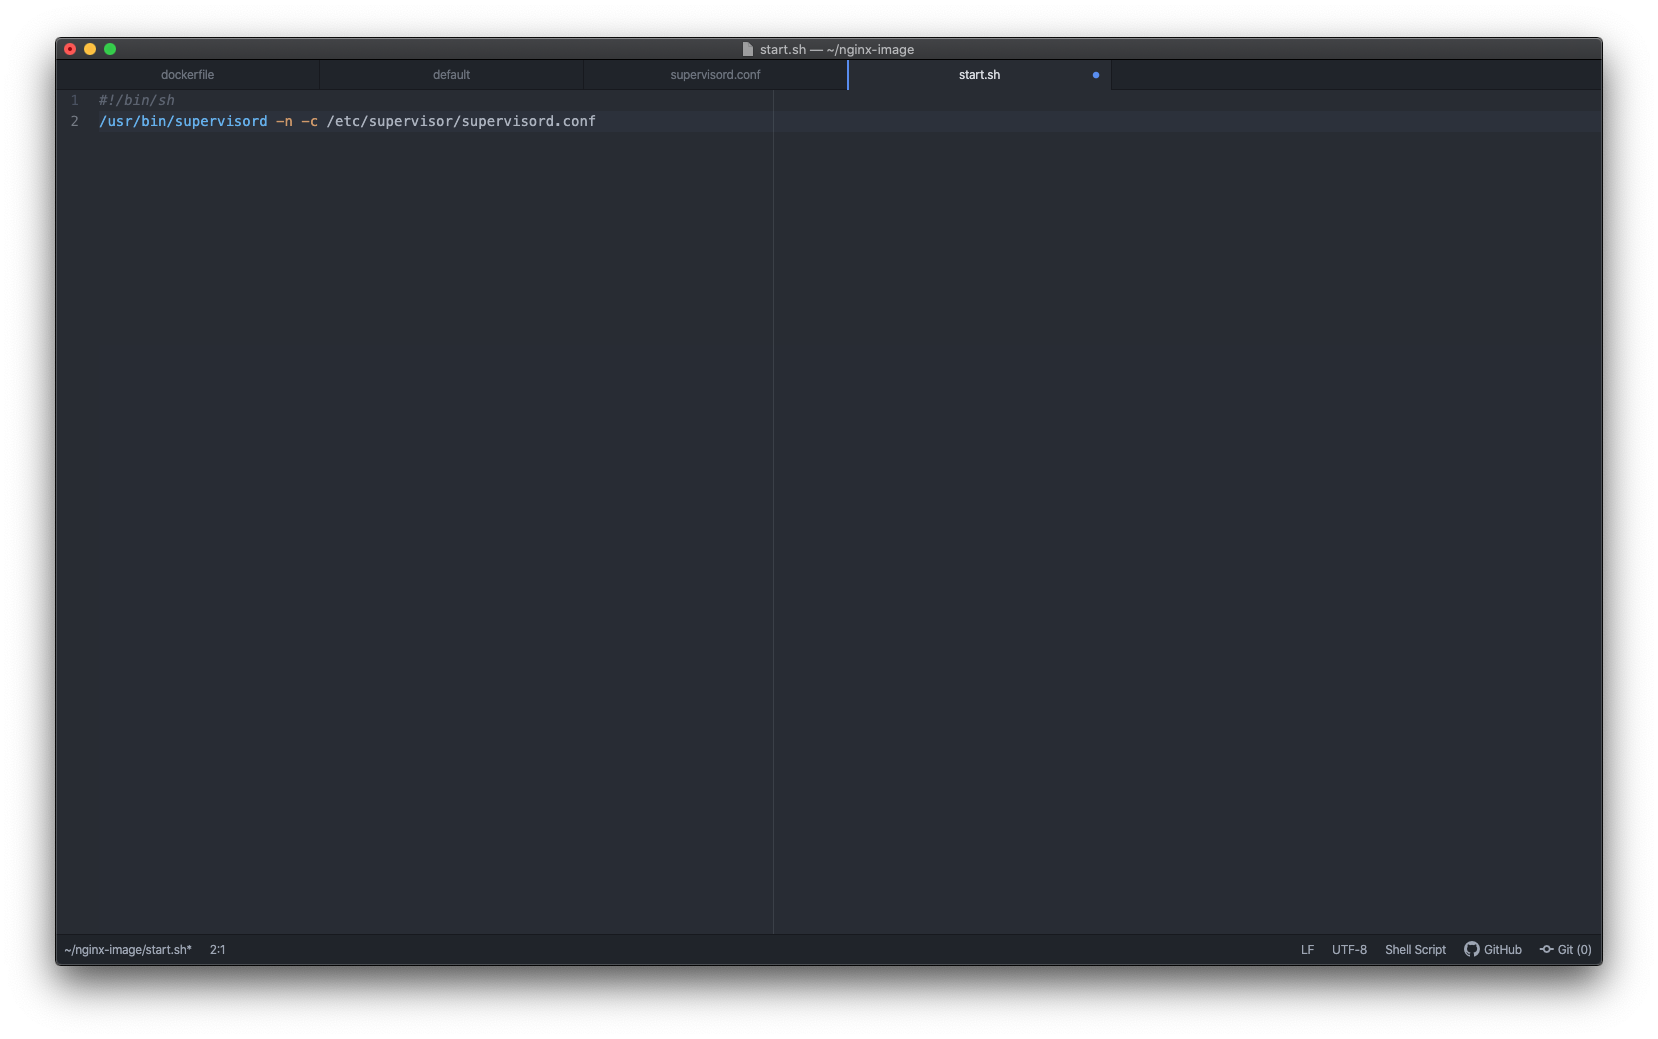 start.sh — ~/nginx-image
dockerfile
default
supervisord.conf
start.sh
1 #!/bin/sh
2 /usr/bin/supervisord -n -c /etc/supervisor/supervisord.conf
~/nginx-image/start.sh* 2:1
LF UTF-8 Shell Script GitHub Git (0)